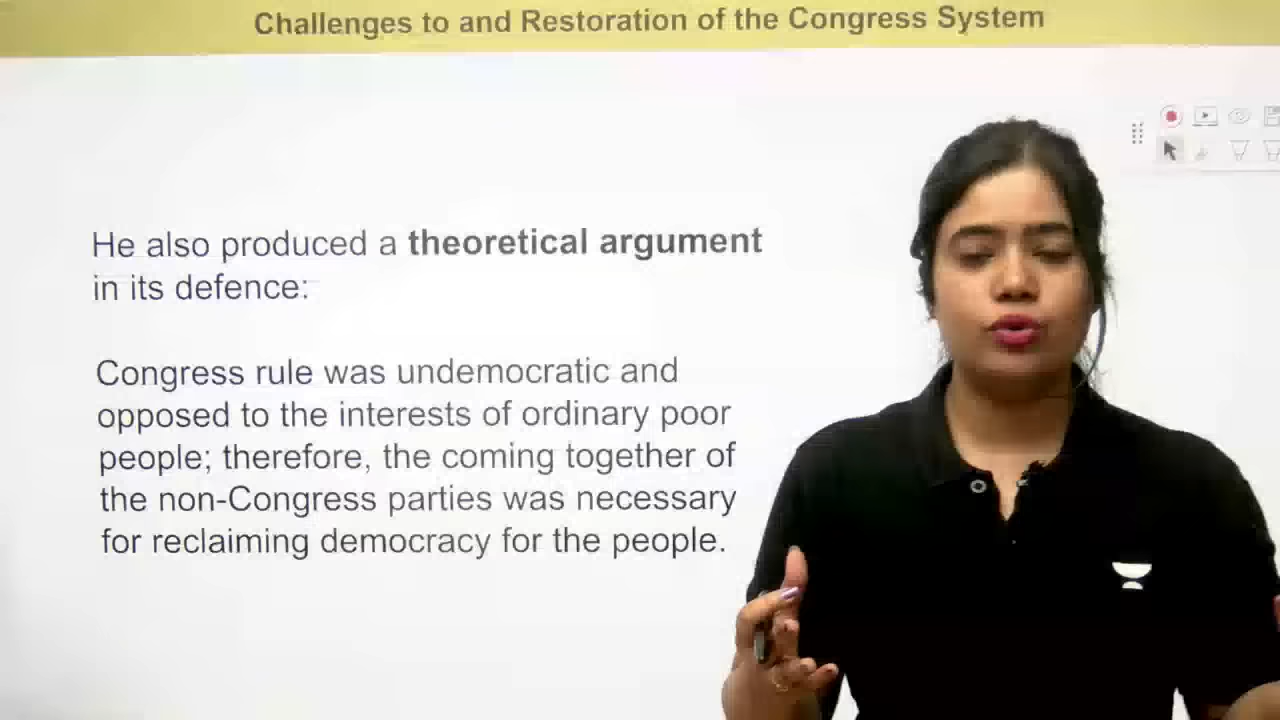 Challenges to and Restoration of the Congress System
He also produced a theoretical argument
in its defence:
Congress rule was undemocratic and
opposed to the interests of ordinary poor
people; therefore, the coming together of
the non-Congress parties was necessary
for reclaiming democracy for the people.